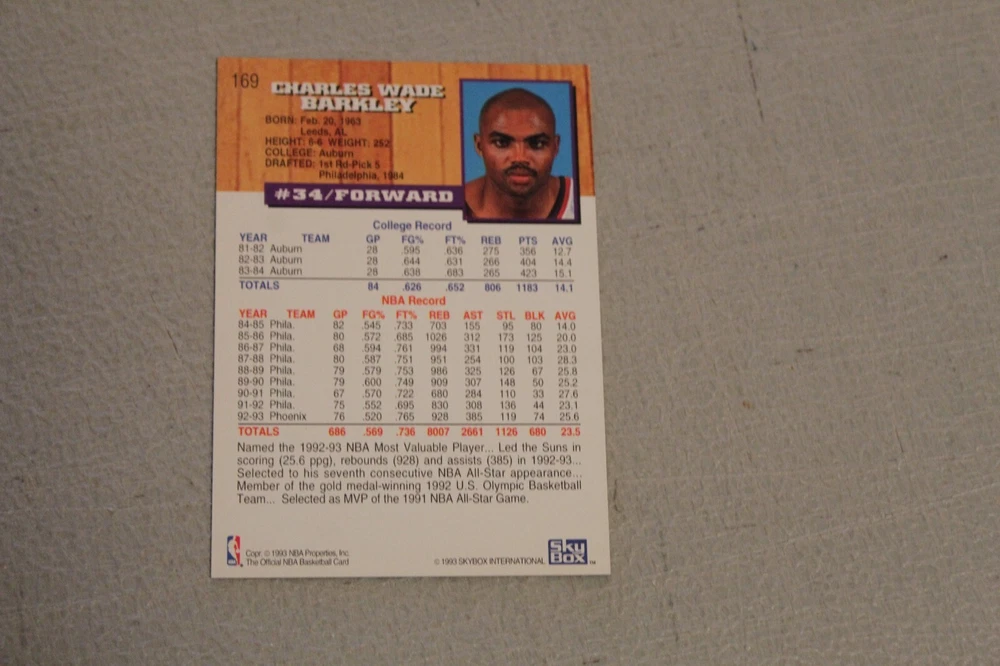 169
CHARLES WADE
BARKLEY
BORN: Feb. 20, 1963
Leeds, AL
HEIGHT: 6-6 WEIGHT: 252
COLLEGE: Auburn
DRAFTED: 1st Rd-Pick 5
Philadelphia, 1984
#34/FORWARD
College Record
YEAR TEAM GP FG% FT% REB PTS AVG
81-82 Auburn 28 .595 .636 275 356 12.7
82-83 Auburn 28 .644 .631 266 404 14.4
83-84 Auburn 28 .638 .683 265 423 15.1
TOTALS 84 .626 .652 806 1183 14.1
NBA Record
YEAR TEAM GP FG% FT% REB AST STL BLK AVG
84-85 Phila. 82 .545 .733 703 155 95 80 14.0
85-86 Phila. 80 .572 .685 1026 312 173 125 20.0
86-87 Phila. 68 .594 .761 994 331 119 104 23.0
87-88 Phila. 80 .587 .751 951 254 100 103 28.3
88-89 Phila. 79 .579 .753 986 325 126 67 25.8
89-90 Phila. 79 .600 .749 909 307 148 50 25.2
90-91 Phila. 67 .570 .722 680 284 110 33 27.6
91-92 Phila. 75 .552 .695 830 308 136 44 23.1
92-93 Phoenix 76 .520 .765 928 385 119 74 25.6
TOTALS 686 .569 .736 8007 2661 1126 680 23.5
Named the 1992-93 NBA Most Valuable Player... Led the Suns in
scoring (25.6 ppg), rebounds (928) and assists (385) in 1992-93...
Selected to his seventh consecutive NBA All-Star appearance...
Member of the gold medal-winning 1992 U.S. Olympic Basketball
Team... Selected as MVP of the 1991 NBA All-Star Game.
Copr. © 1993 NBA Properties, Inc.
The Official NBA Basketball Card
© 1993 SKYBOX INTERNATIONAL
SkyBox™